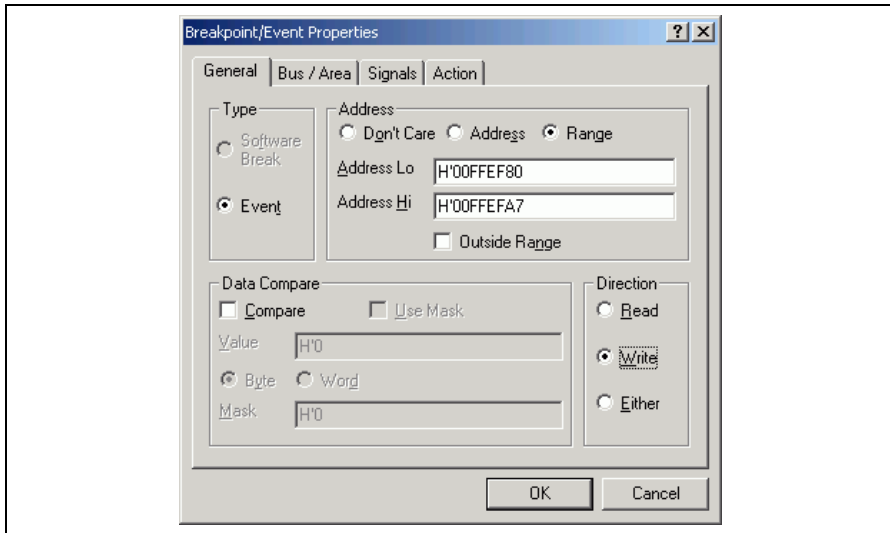 Breakpoint/Event Properties
General Bus / Area Signals Action
Type
Software Break
Event
Address
Don't Care Address Range
Address Lo H'00FFEF80
Address Hi H'00FFEFA7
Outside Range
Data Compare
Compare Use Mask
Value H'0
Byte Word
Mask H'0
Direction
Read
Write
Either
OK Cancel